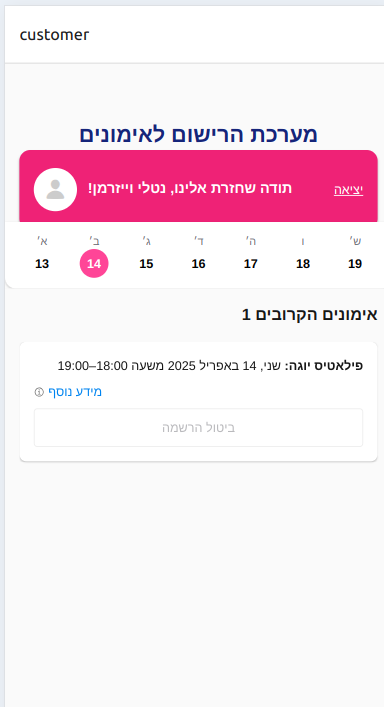 customer
מערכת הרישום לאימונים
תודה שחזרת אלינו, נטלי וייזרמן!
יציאה
א׳ ב׳ ג׳ ד׳ ה׳ ו ש׳
13 14 15 16 17 18 19
אימונים הקרובים 1
פילאטיס יוגה: שני, 14 באפריל 2025 משעה 18:00–19:00
מידע נוסף
ביטול הרשמה